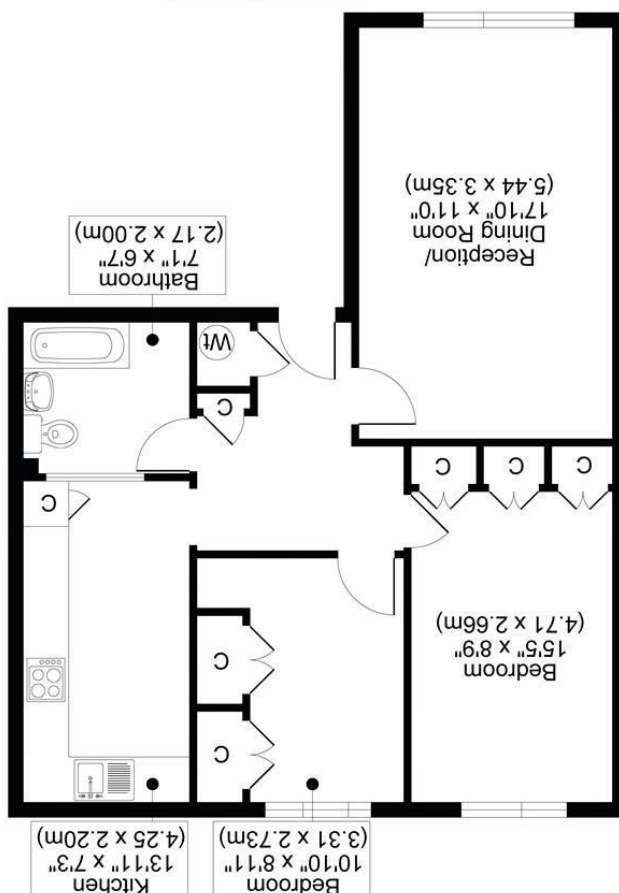 Bedroom
10'10" x 8'11"
(3.31 x 2.73m)
Kitchen
13'11" x 7'3"
(4.25 x 2.20m)
C
Bedroom
15'5" x 8'9"
(4.71 x 2.66m)
C
C
C
C
C
C
Wt
Bathroom
7'1" x 6'7"
(2.17 x 2.00m)
Reception/
Dining Room
17'10" x 11'0"
(5.44 x 3.35m)